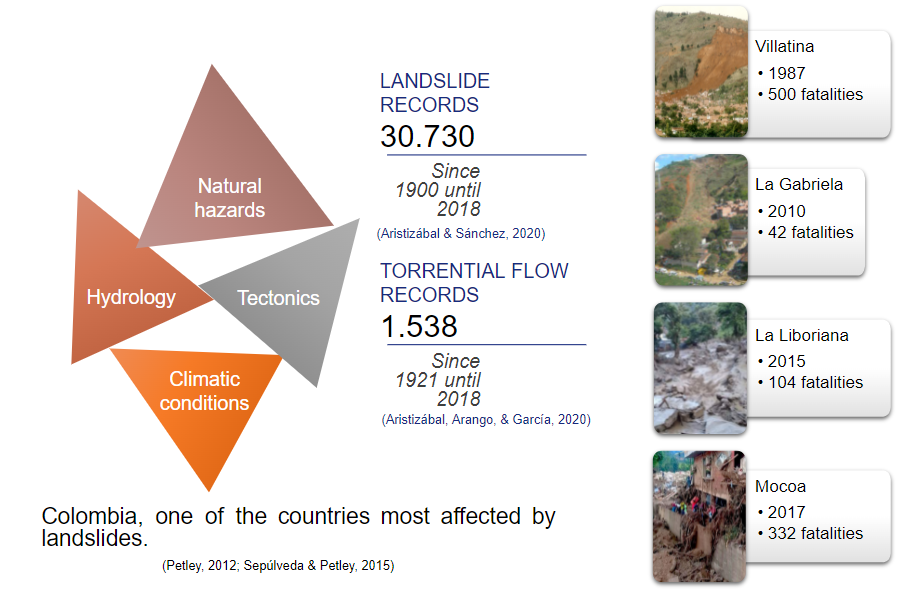 Natural
hazards
Hydrology
Tectonics
Climatic
conditions
Colombia, one of the countries most affected by
landslides.
(Petley, 2012; Sepúlveda & Petley, 2015)
LANDSLIDE
RECORDS
30.730
Since
1900 until
2018
(Aristizábal & Sánchez, 2020)
TORRENTIAL FLOW
RECORDS
1.538
Since
1921 until
2018
(Aristizábal, Arango, & García, 2020)
Villatina
• 1987
• 500 fatalities
La Gabriela
• 2010
• 42 fatalities
La Liboriana
• 2015
• 104 fatalities
Mocoa
• 2017
• 332 fatalities